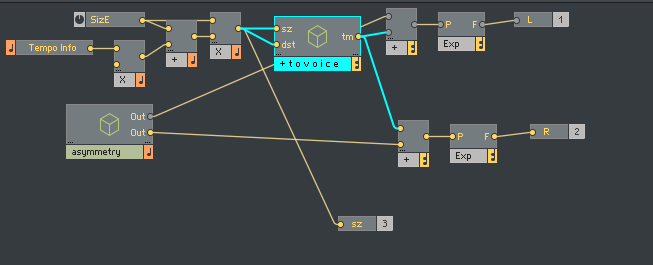 SizE
Tempo Info
X
+
X
sz
dst
tm
+tovoice
+
P F
Exp
L 1
Out
Out
asymmetry
+
P F
Exp
R 2
sz 3